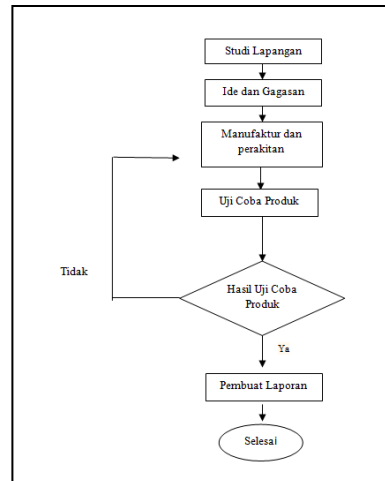 Studi Lapangan
Ide dan Gagasan
Manufaktur dan
perakitan
Uji Coba Produk
Tidak
Hasil Uji Coba
Produk
Ya
Pembuat Laporan
Selesai